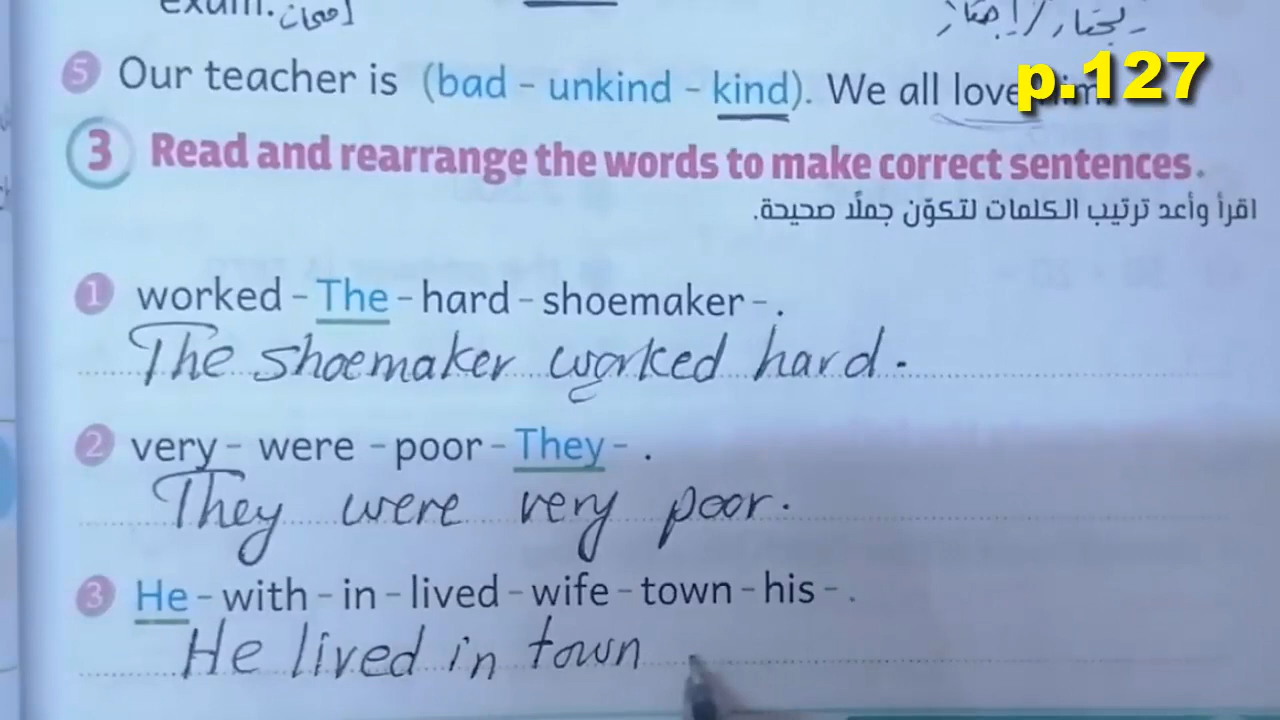 exam. امتحان
يختار / إختار
5 Our teacher is (bad - unkind - kind). We all love him
p.127
3 Read and rearrange the words to make correct sentences.
اقرأ وأعد ترتيب الكلمات لتكوّن جملًا صحيحة.
1 worked - The - hard - shoemaker - .
The shoemaker worked hard.
2 very - were - poor - They - .
They were very poor.
3 He - with - in - lived - wife - town - his - .
He lived in town